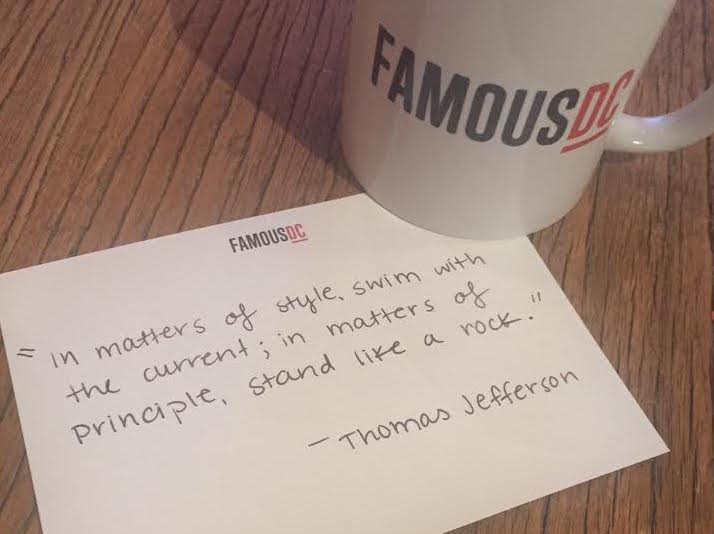 FAMOUSDC
FAMOUSDC
" in matters of style, swim with
the current; in matters of
principle, stand like a rock."
- Thomas Jefferson